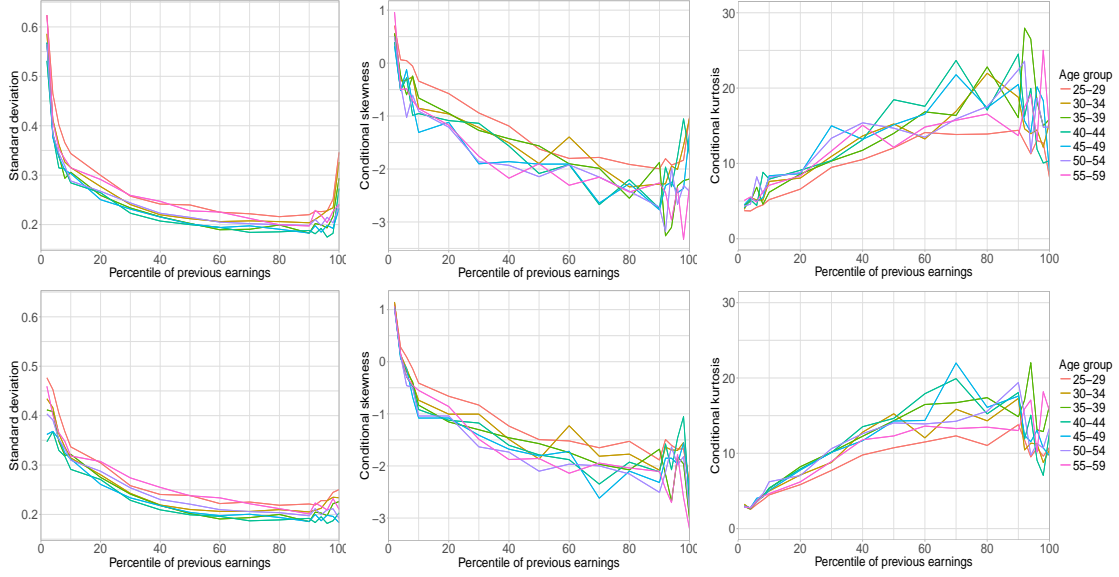 Standard deviation
0.6
0.5
0.4
0.3
0.2
0 20 40 60 80 100
Percentile of previous earnings
Conditional skewness
1
0
−1
−2
−3
0 20 40 60 80 100
Percentile of previous earnings
Conditional kurtosis
30
20
10
0
0 20 40 60 80 100
Percentile of previous earnings
Age group
25−29
30−34
35−39
40−44
45−49
50−54
55−59
Standard deviation
0.6
0.5
0.4
0.3
0.2
0 20 40 60 80 100
Percentile of previous earnings
Conditional skewness
1
0
−1
−2
−3
0 20 40 60 80 100
Percentile of previous earnings
Conditional kurtosis
30
20
10
0
0 20 40 60 80 100
Percentile of previous earnings
Age group
25−29
30−34
35−39
40−44
45−49
50−54
55−59